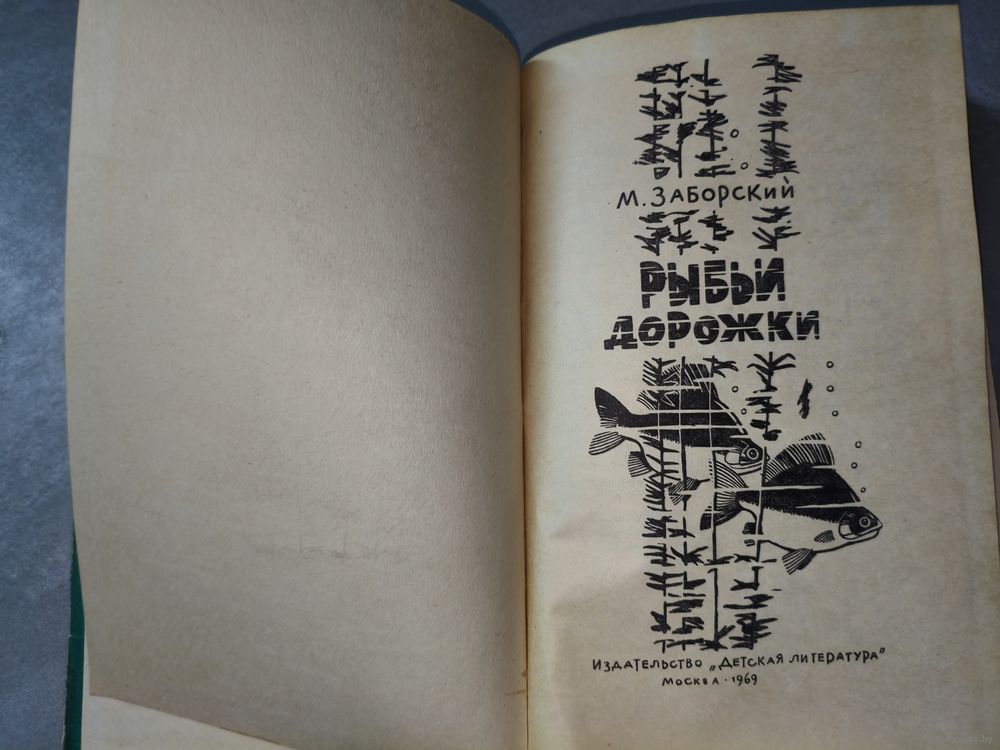 М. ЗАБОРСКИЙ
РЫБЬИ
ДОРОЖКИ
ИЗДАТЕЛЬСТВО „ДЕТСКАЯ ЛИТЕРАТУРА"
МОСКВА · 1969